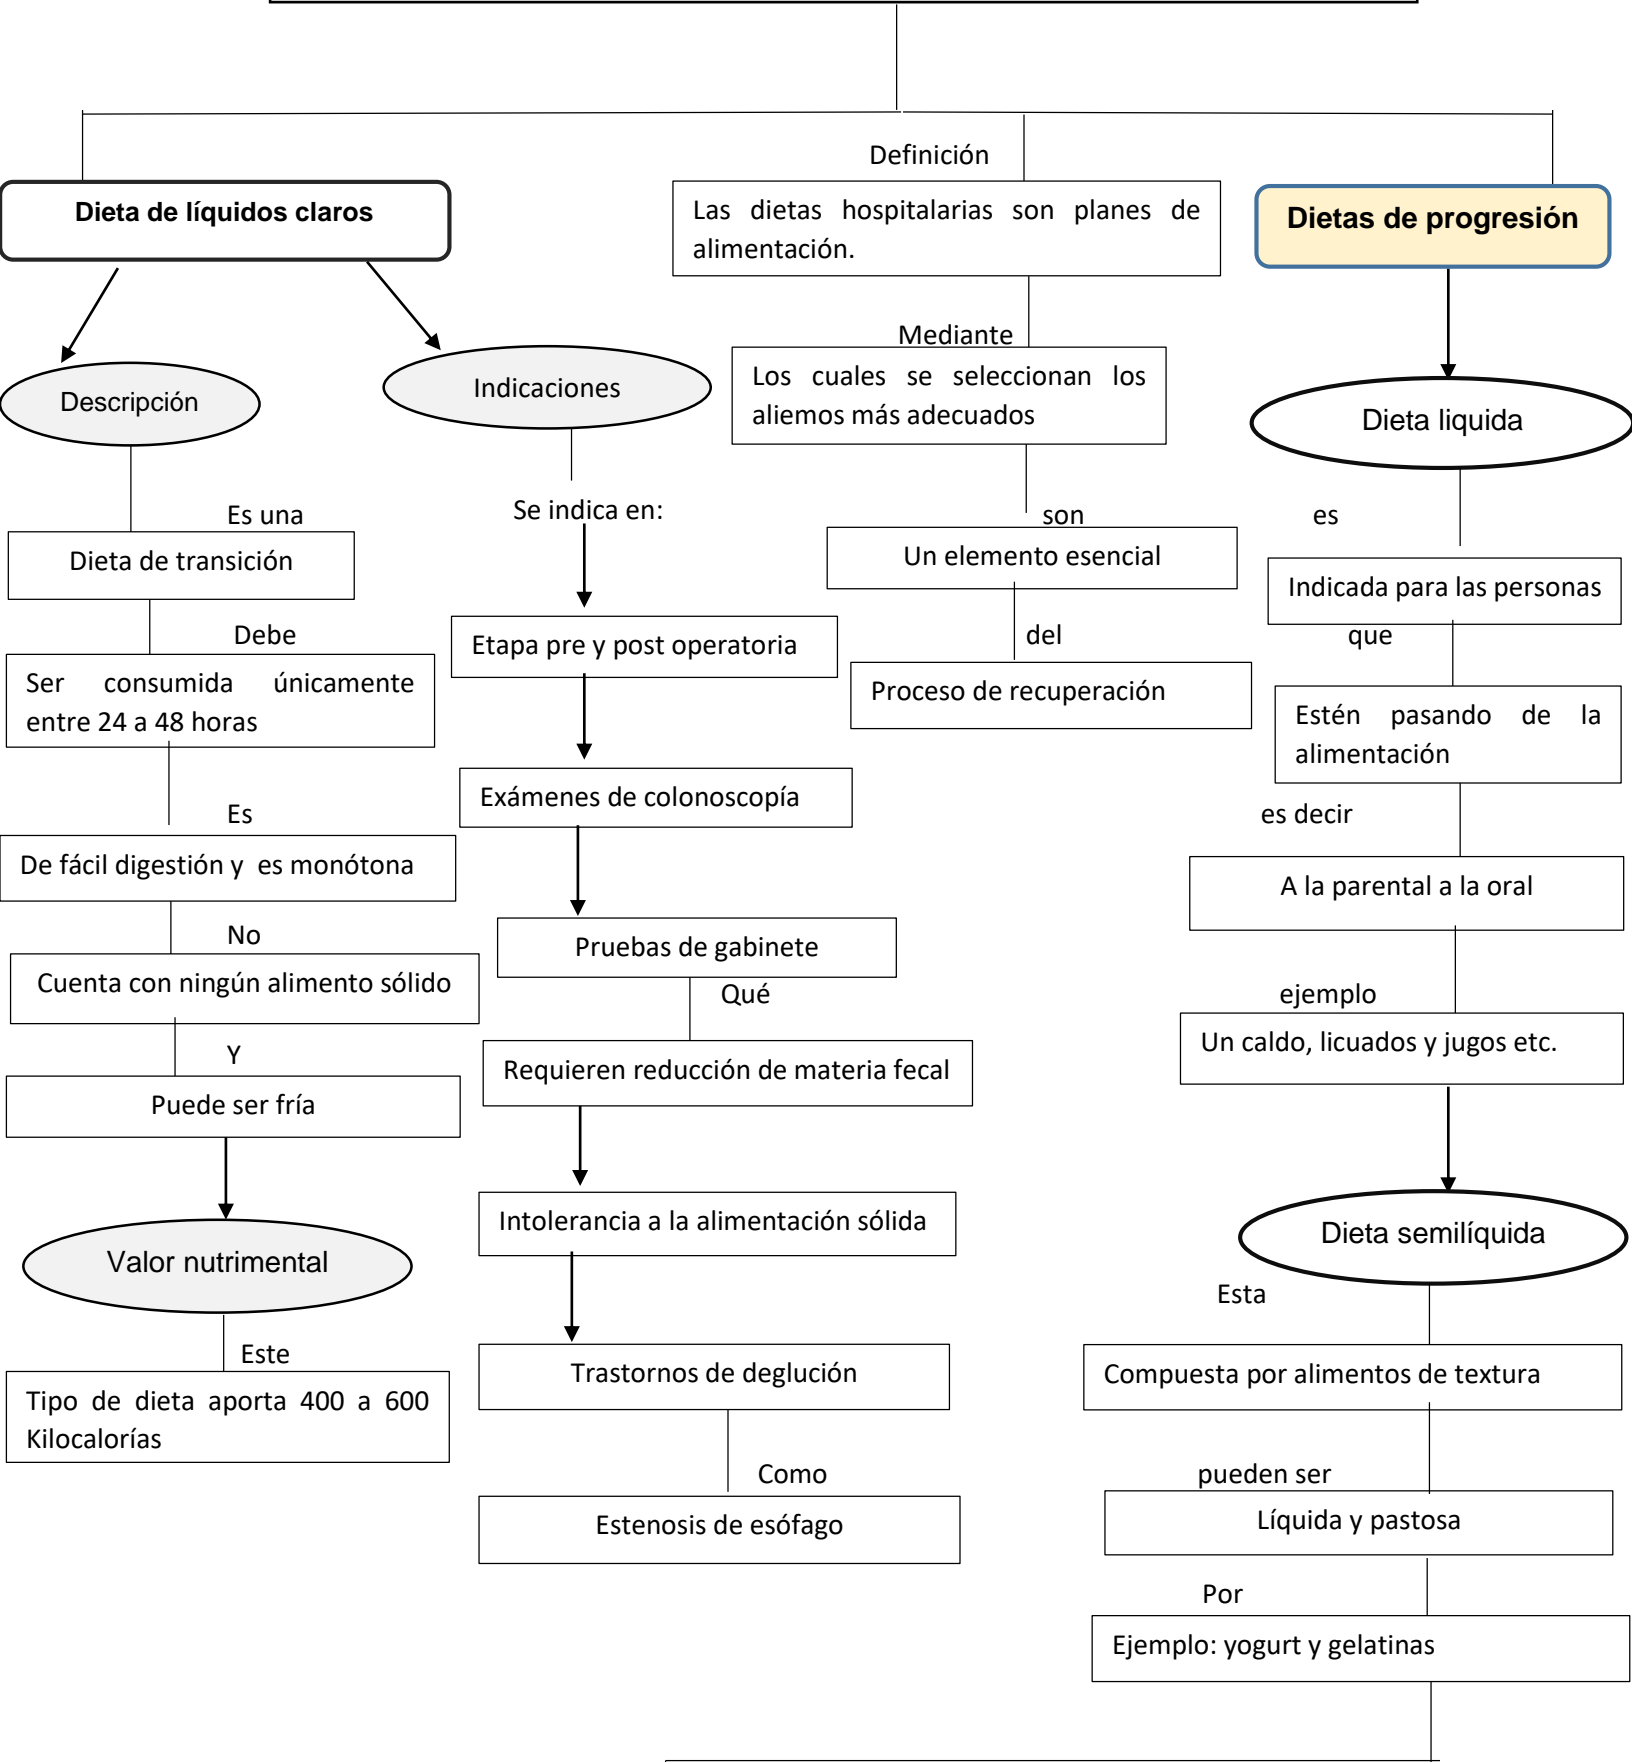 Dieta de líquidos claros
Descripción
Es una
Dieta de transición
Debe
Ser consumida únicamente
entre 24 a 48 horas
Es
De fácil digestión y es monótona
No
Cuenta con ningún alimento sólido
Y
Puede ser fría
Valor nutrimental
Este
Tipo de dieta aporta 400 a 600
Kilocalorías
Indicaciones
Se indica en:
Etapa pre y post operatoria
Exámenes de colonoscopía
Pruebas de gabinete
Qué
Requieren reducción de materia fecal
Intolerancia a la alimentación sólida
Trastornos de deglución
Como
Estenosis de esófago
Definición
Las dietas hospitalarias son planes de
alimentación.
Mediante
Los cuales se seleccionan los
aliemos más adecuados
son
Un elemento esencial
del
Proceso de recuperación
Dietas de progresión
Dieta liquida
es
Indicada para las personas
que
Estén pasando de la
alimentación
es decir
A la parental a la oral
ejemplo
Un caldo, licuados y jugos etc.
Dieta semilíquida
Esta
Compuesta por alimentos de textura
pueden ser
Líquida y pastosa
Por
Ejemplo: yogurt y gelatinas